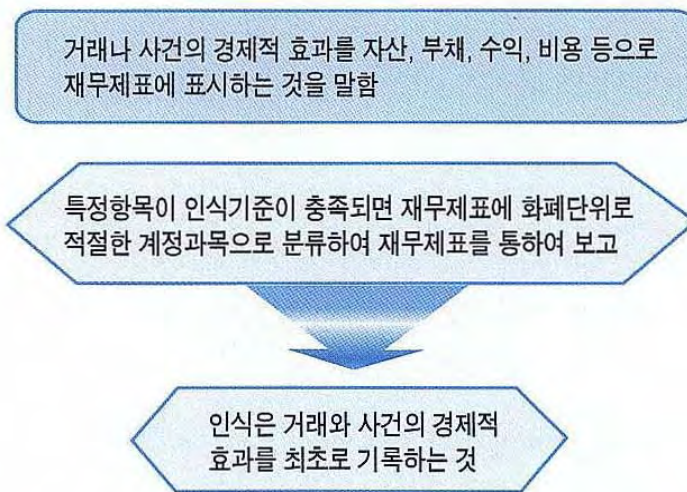 거래나 사건의 경제적 효과를 자산, 부채, 수익, 비용 등으로
재무제표에 표시하는 것을 말함
특정항목이 인식기준이 충족되면 재무제표에 화폐단위로
적절한 계정과목으로 분류하여 재무제표를 통하여 보고
인식은 거래와 사건의 경제적
효과를 최초로 기록하는 것